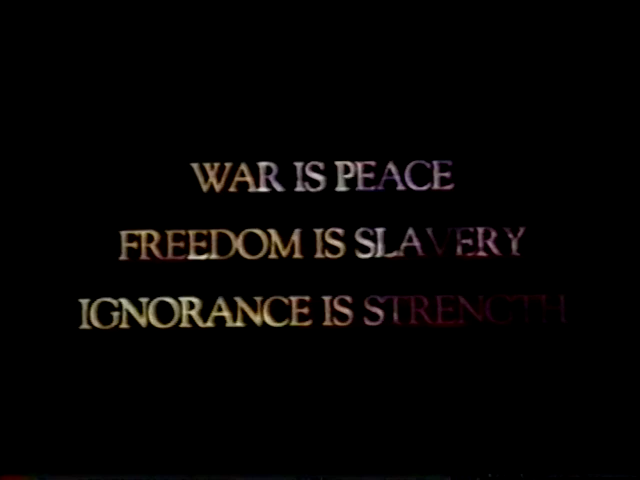 WAR IS PEACE
FREEDOM IS SLAVERY
IGNORANCE IS STRENGTH